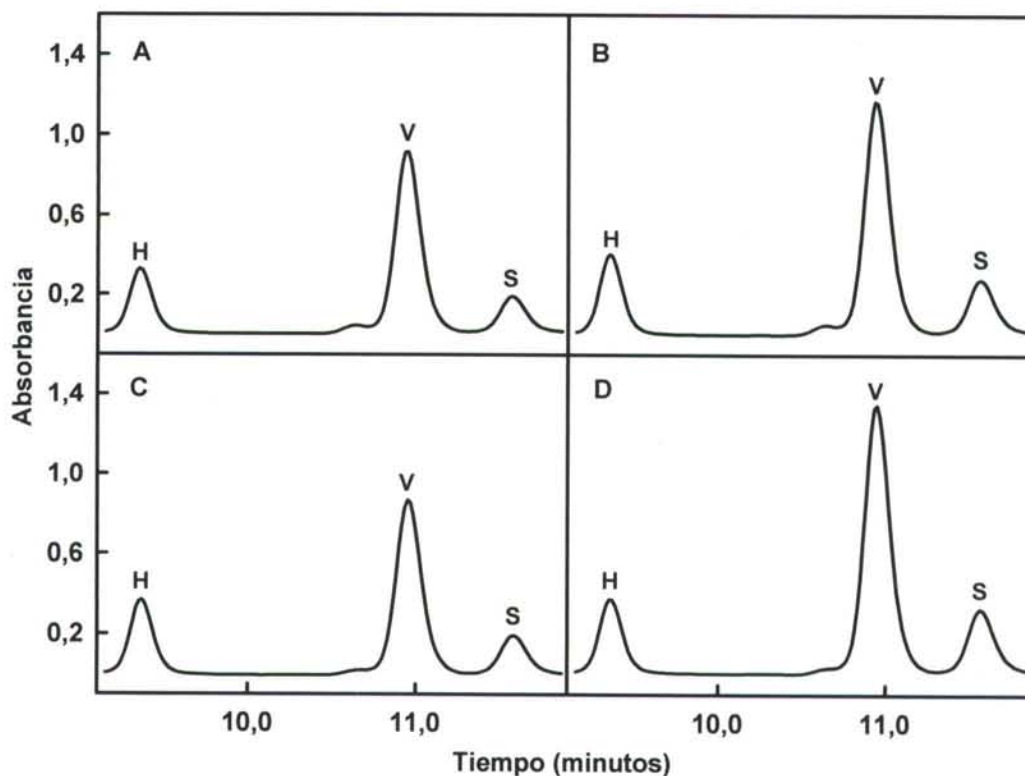 A
B
1,4
1,0
0,6
0,2
H
V
S
H
V
S
C
D
1,4
1,0
0,6
0,2
H
V
S
H
V
S
Absorbancia
10,0
11,0
10,0
11,0
Tiempo (minutos)